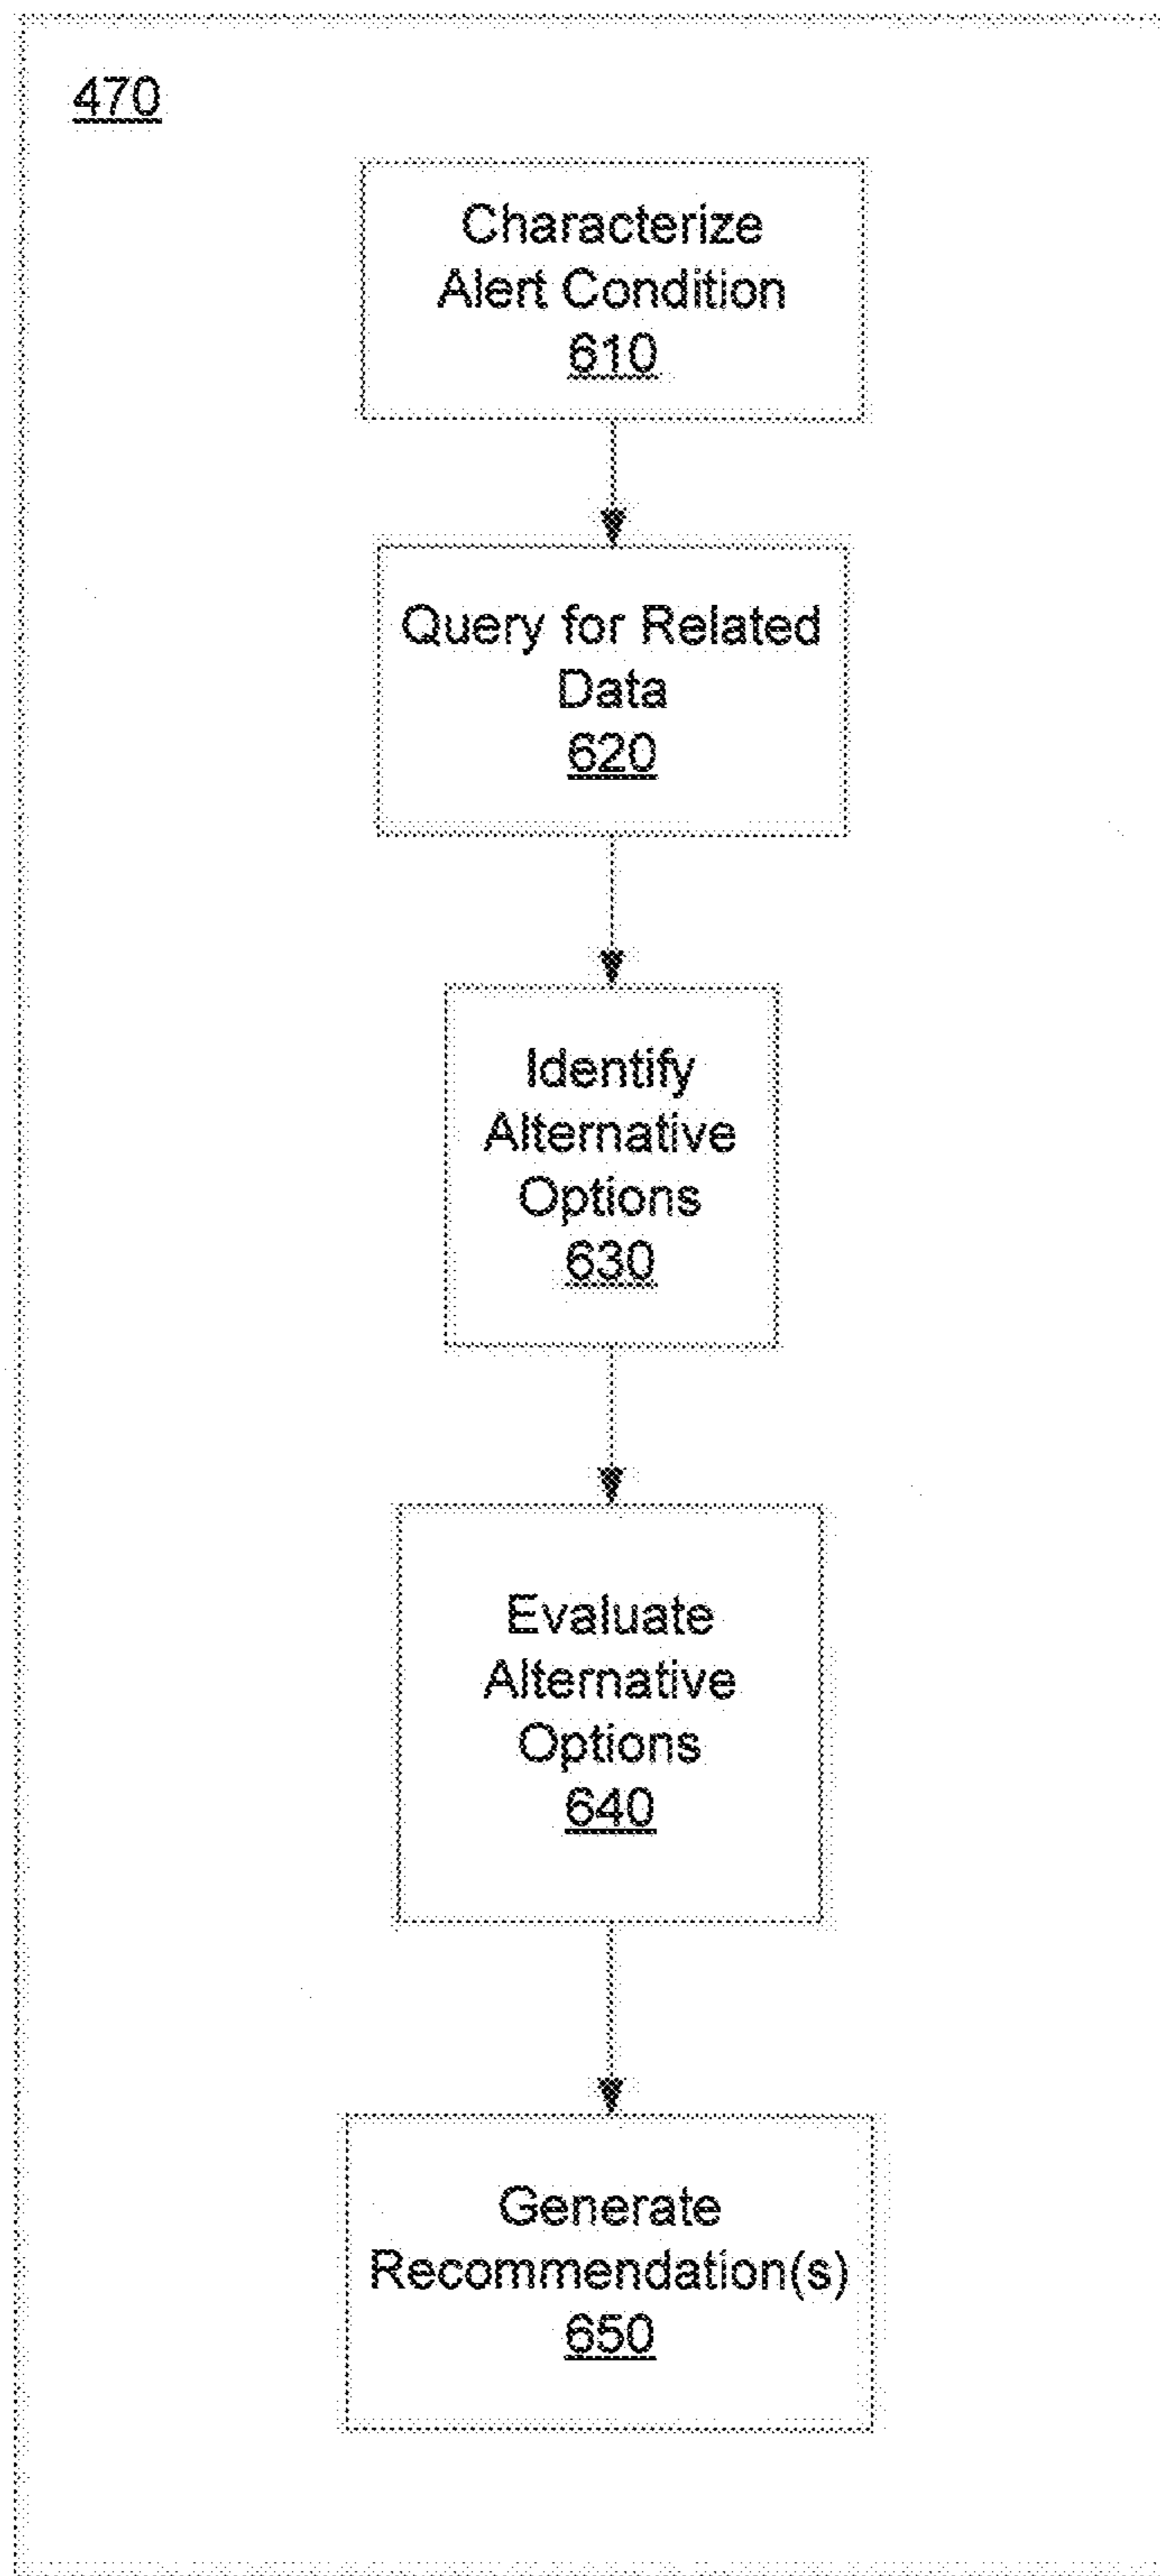 470
Characterize
Alert Condition
610
Query for Related
Data
620
Identify
Alternative
Options
630
Evaluate
Alternative
Options
640
Generate
Recommendation(s)
650